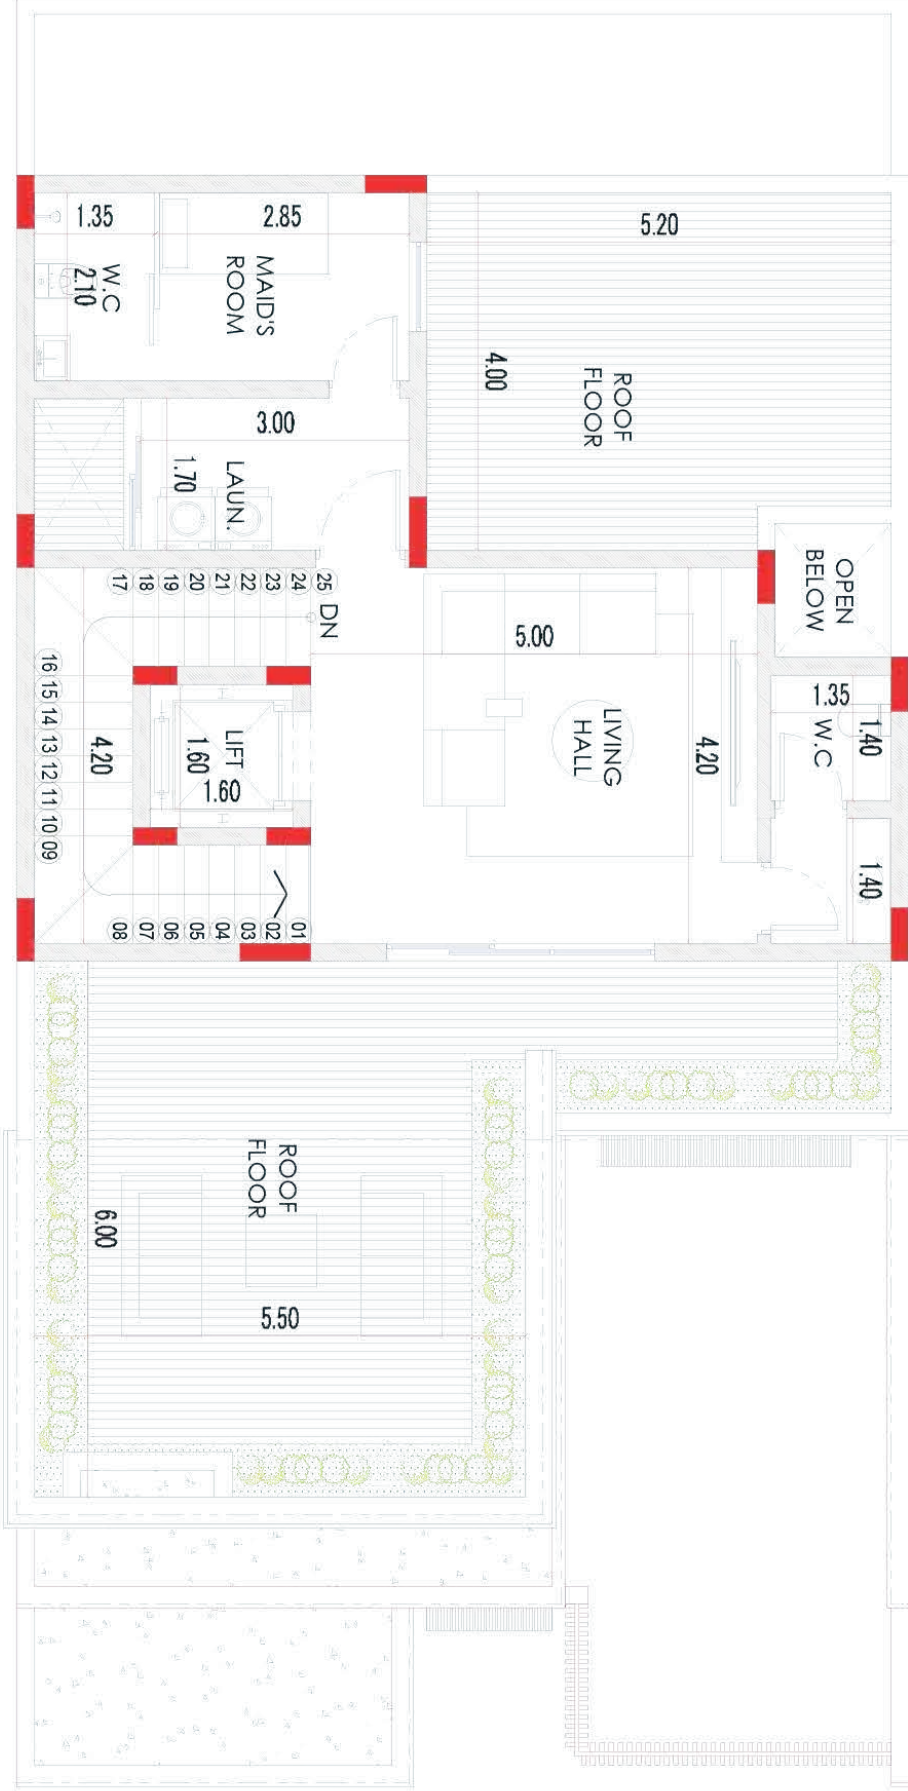 1.35
2.85
5.20
W.C
2.10
MAID'S
ROOM
4.00
ROOF
FLOOR
3.00
1.70
LAUN.
OPEN
BELOW
17
18
19
20
21
22
23
24
25
DN
5.00
1.35
W.C
1.40
16
15
14
13
12
11
10
09
4.20
LIFT
1.60
1.60
LIVING
HALL
4.20
1.40
08
07
06
05
04
03
02
01
ROOF
FLOOR
6.00
5.50